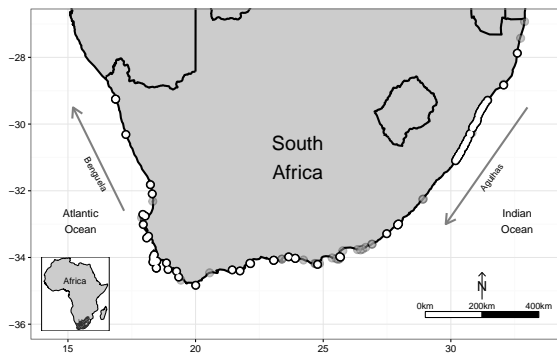 −28
−30
−32
−34
−36
15
20
25
30
South
Africa
Benguela
Agulhas
Atlantic
Ocean
Indian
Ocean
Africa
N
0km
200km
400km